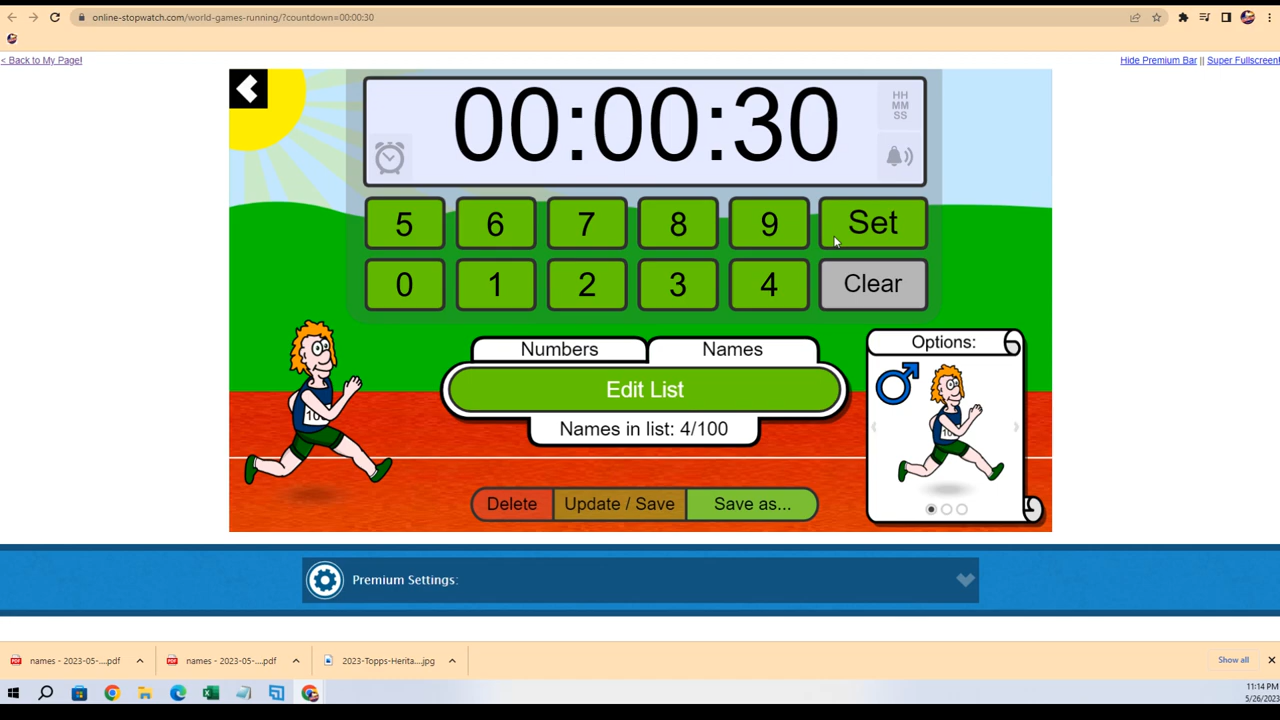 online-stopwatch.com/world-games-running/?countdown=00:00:30
< Back to My Page!
Hide Premium Bar || Super Fullscreen!
00:00:30
HH
MM
SS
5 6 7 8 9 Set
0 1 2 3 4 Clear
Numbers Names
Edit List
Names in list: 4/100
Options:
Delete Update / Save Save as...
Premium Settings:
names - 2023-05-....pdf
names - 2023-05-....pdf
2023-Topps-Herita....jpg
Show all
11:14 PM
5/26/2023